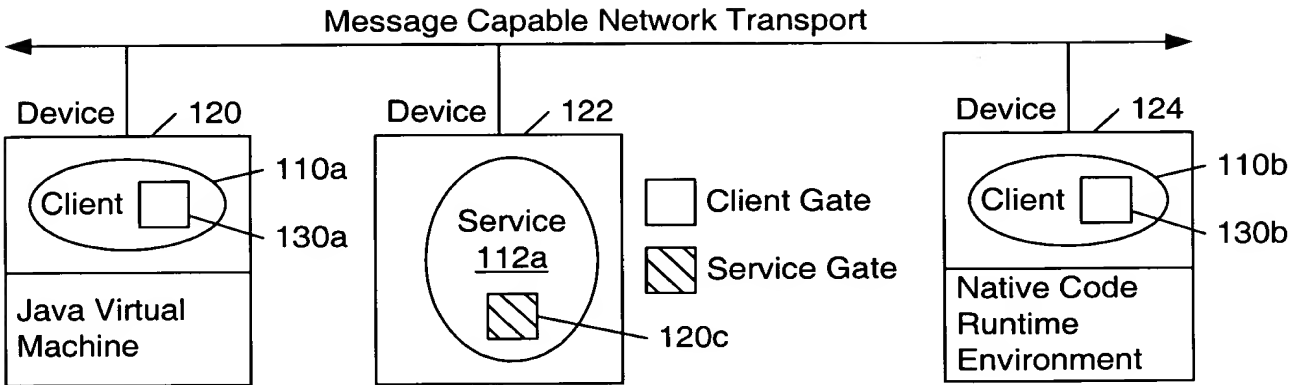 Message Capable Network Transport
Device
120
Device
122
Device
124
Client
110a
130a
Java Virtual
Machine
Service
112a
120c
Client Gate
Service Gate
Client
110b
130b
Native Code
Runtime
Environment